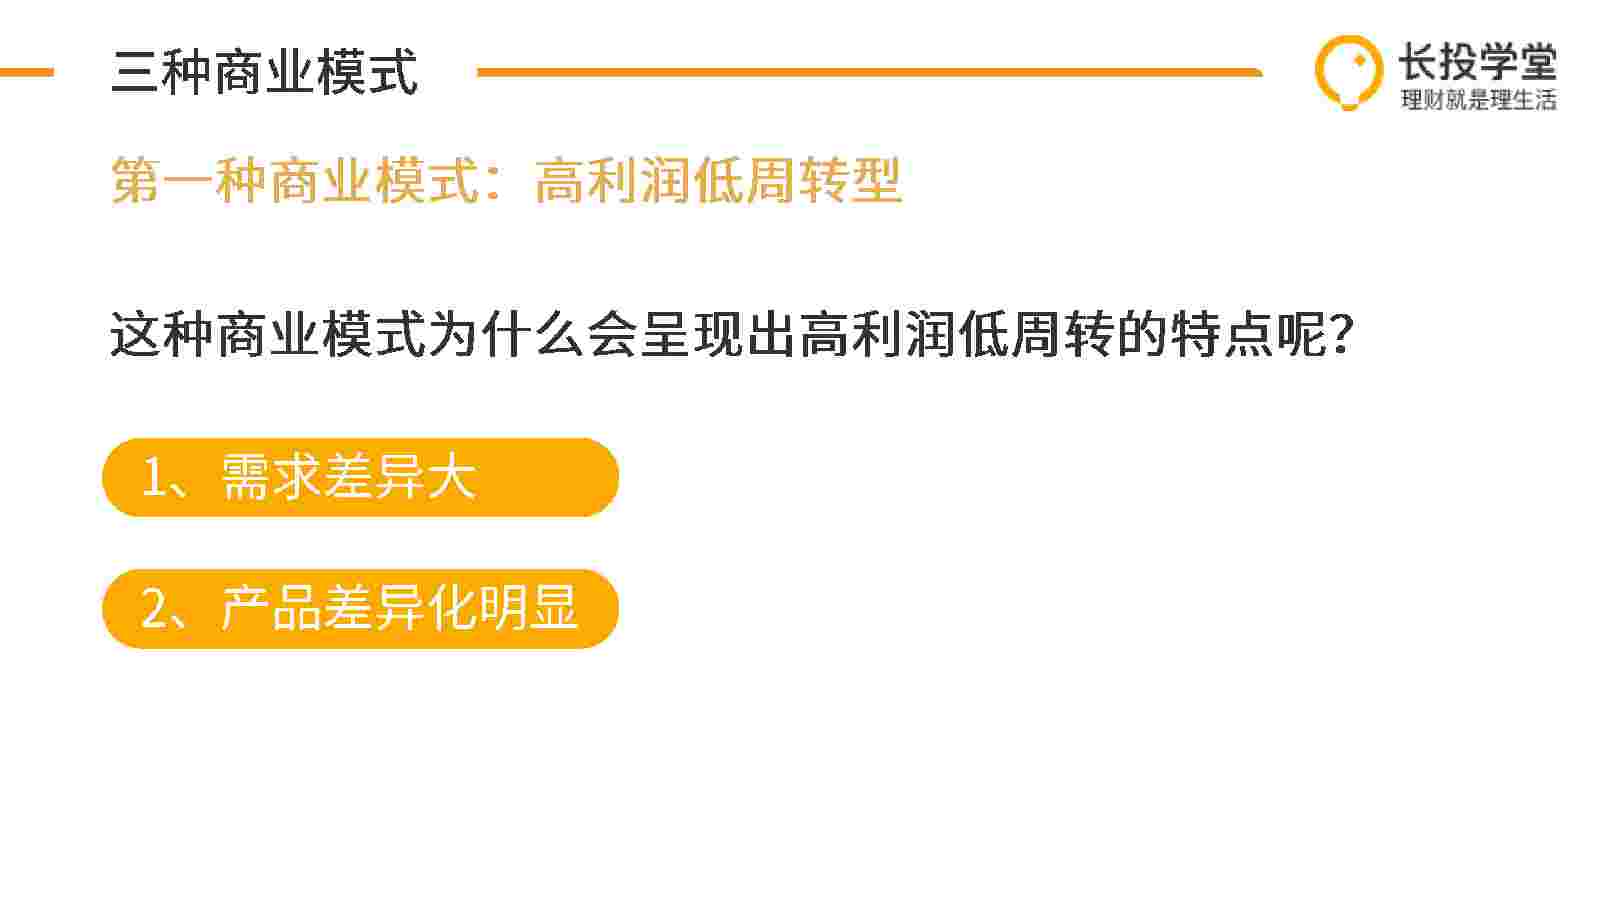 三种商业模式
长投学堂
理财就是理生活
第一种商业模式：高利润低周转型
这种商业模式为什么会呈现出高利润低周转的特点呢？
1、需求差异大
2、产品差异化明显